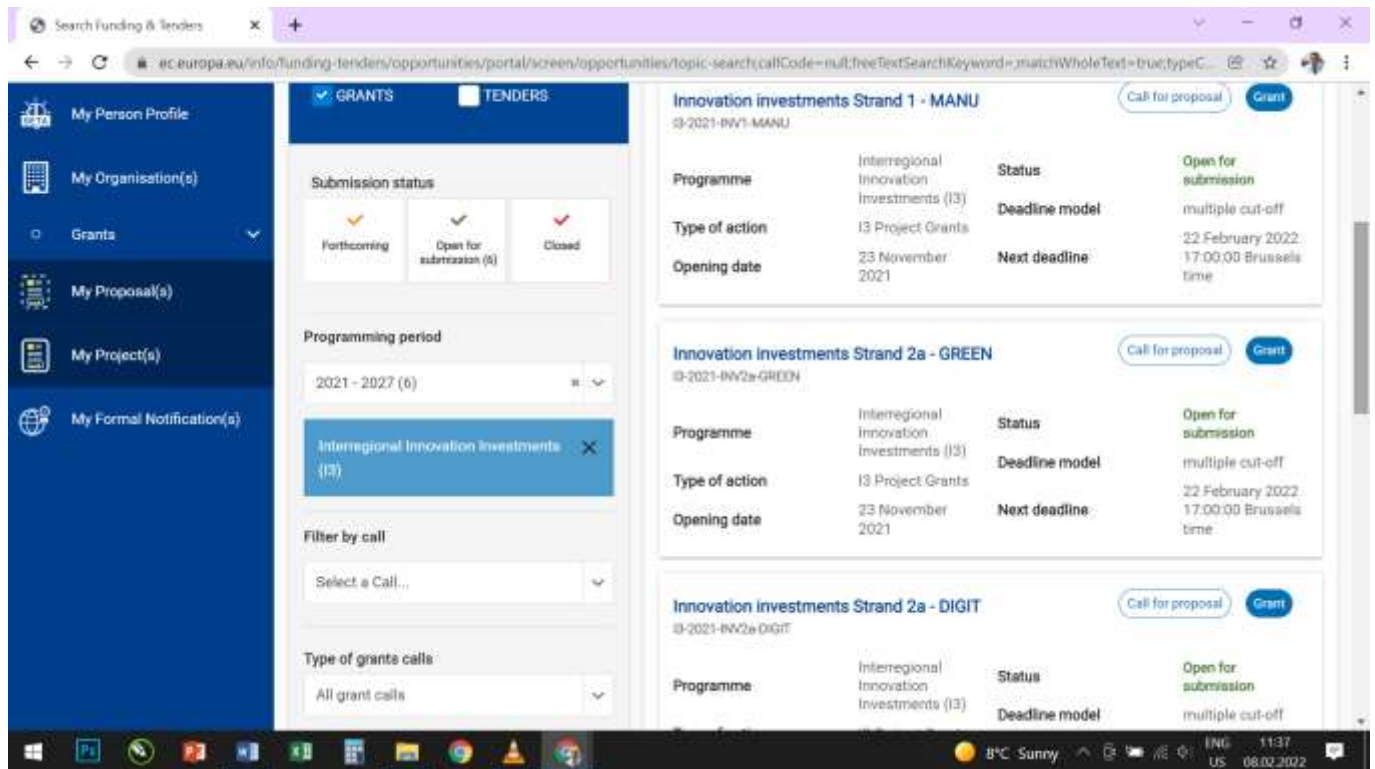 Search Funding & Tenders
ec.europa.eu/info/funding-tenders/opportunities/portal/screen/opportunities/topic-search;callCode=null;freeTextSearchKeyword=;matchWholeText=true;typeC...
BETA
My Person Profile
My Organisation(s)
Grants
My Proposal(s)
My Project(s)
My Formal Notification(s)
GRANTS
TENDERS
Submission status
Forthcoming
Open for
submission (6)
Closed
Programming period
2021 - 2027 (6)
Interregional Innovation Investments
(I3)
Filter by call
Select a Call...
Type of grants calls
All grant calls
Innovation investments Strand 1 - MANU
Call for proposal
Grant
I3-2021-INV1-MANU
Programme
Interregional
Innovation
Investments (I3)
Type of action
I3 Project Grants
Opening date
23 November
2021
Status
Open for
submission
Deadline model
multiple cut-off
Next deadline
22 February 2022
17:00:00 Brussels
time
Innovation investments Strand 2a - GREEN
Call for proposal
Grant
I3-2021-INV2a-GREEN
Programme
Interregional
Innovation
Investments (I3)
Type of action
I3 Project Grants
Opening date
23 November
2021
Status
Open for
submission
Deadline model
multiple cut-off
Next deadline
22 February 2022
17:00:00 Brussels
time
Innovation investments Strand 2a - DIGIT
Call for proposal
Grant
I3-2021-INV2a-DIGIT
Programme
Interregional
Innovation
Investments (I3)
Status
Open for
submission
Deadline model
multiple cut-off
Ps
8°C Sunny
ENG
US
11:37
08.02.2022